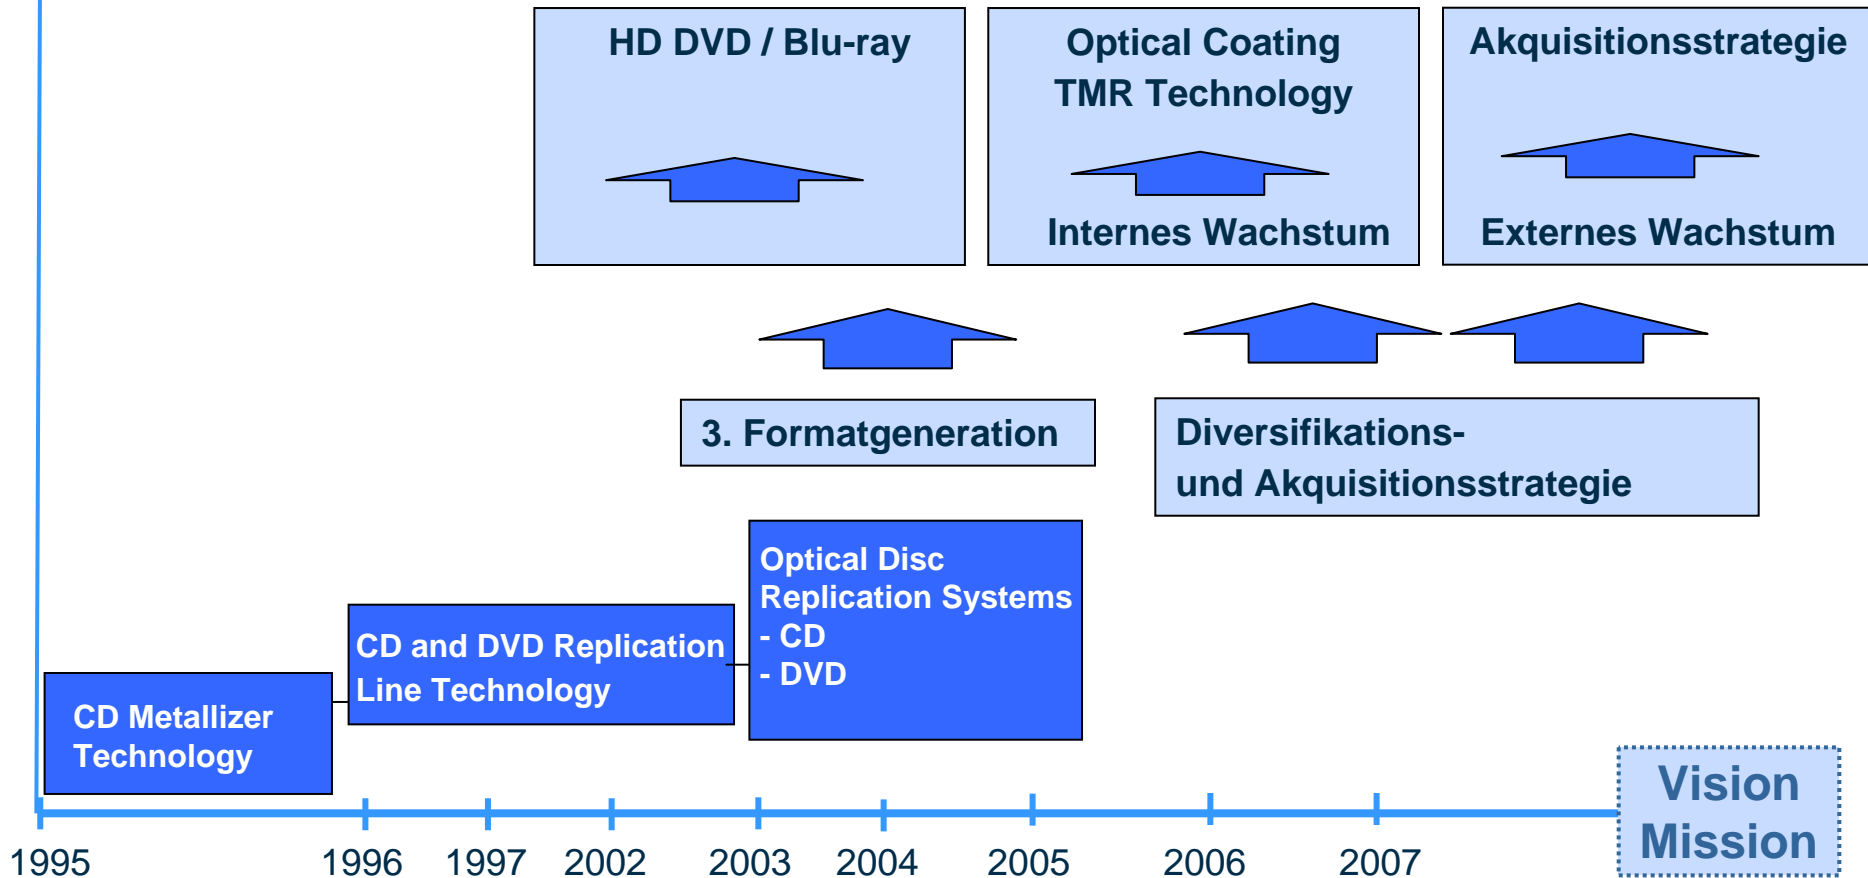 HD DVD / Blu-ray
Optical Coating
TMR Technology
Internes Wachstum
Akquisitionsstrategie
Externes Wachstum
3. Formatgeneration
Diversifikations-
und Akquisitionsstrategie
Optical Disc
Replication Systems
- CD
- DVD
CD and DVD Replication
Line Technology
CD Metallizer
Technology
Vision
Mission
1995 1996 1997 2002 2003 2004 2005 2006 2007